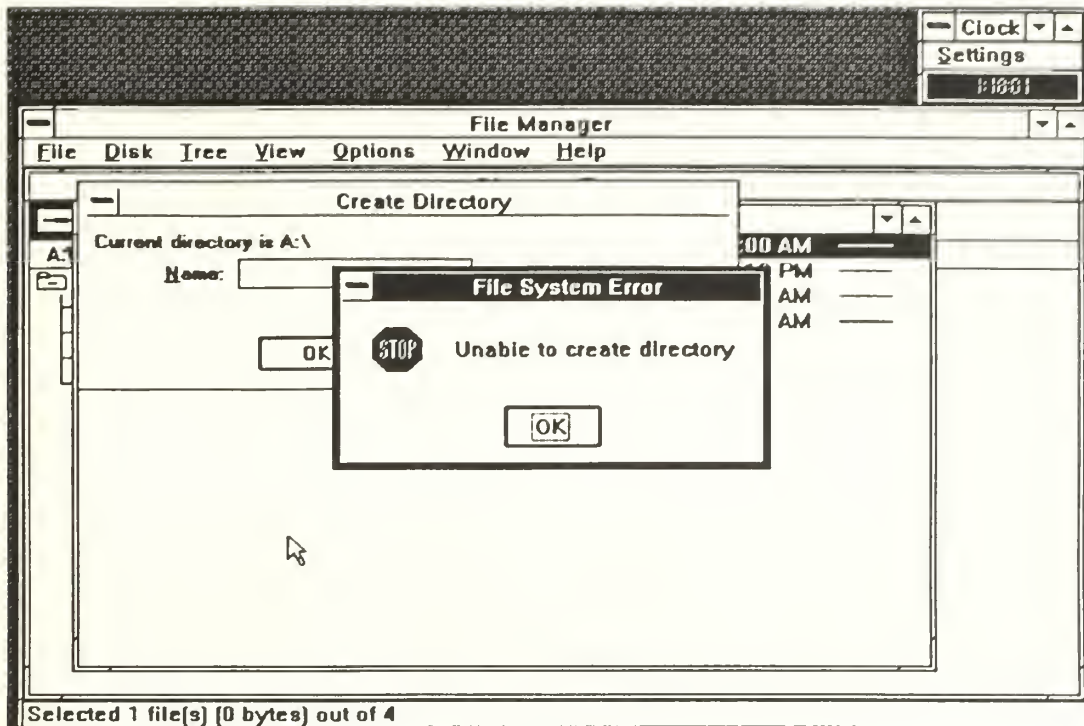 Clock
Settings
File Manager
File Disk Tree View Options Window Help
Create Directory
Current directory is A:\
Name:
:00 AM
PM
AM
AM
File System Error
STOP
Unable to create directory
OK
OK
Selected 1 file(s) (0 bytes) out of 4